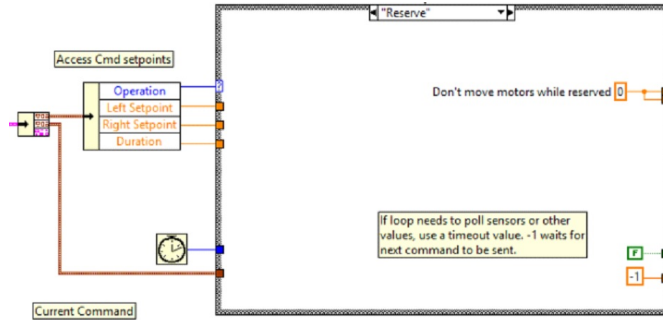 "Reserve"
Access Cmd setpoints
Operation
Left Setpoint
Right Setpoint
Duration
?
Don't move motors while reserved 0
If loop needs to poll sensors or other
values, use a timeout value. -1 waits for
next command to be sent.
F
-1
Current Command